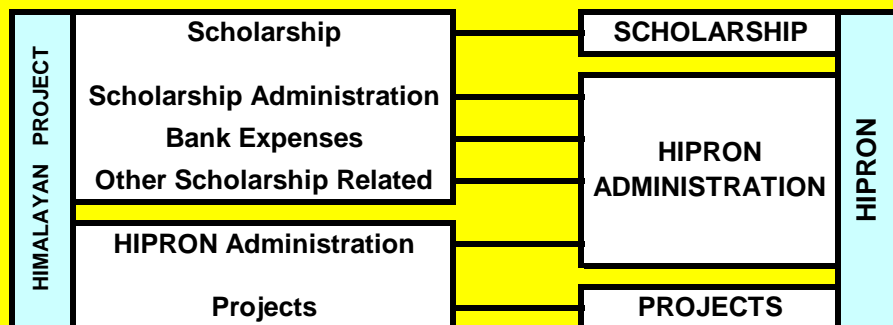 HIMALAYAN PROJECT
Scholarship
Scholarship Administration
Bank Expenses
Other Scholarship Related
HIPRON Administration
Projects
SCHOLARSHIP
HIPRON
ADMINISTRATION
PROJECTS
HIPRON